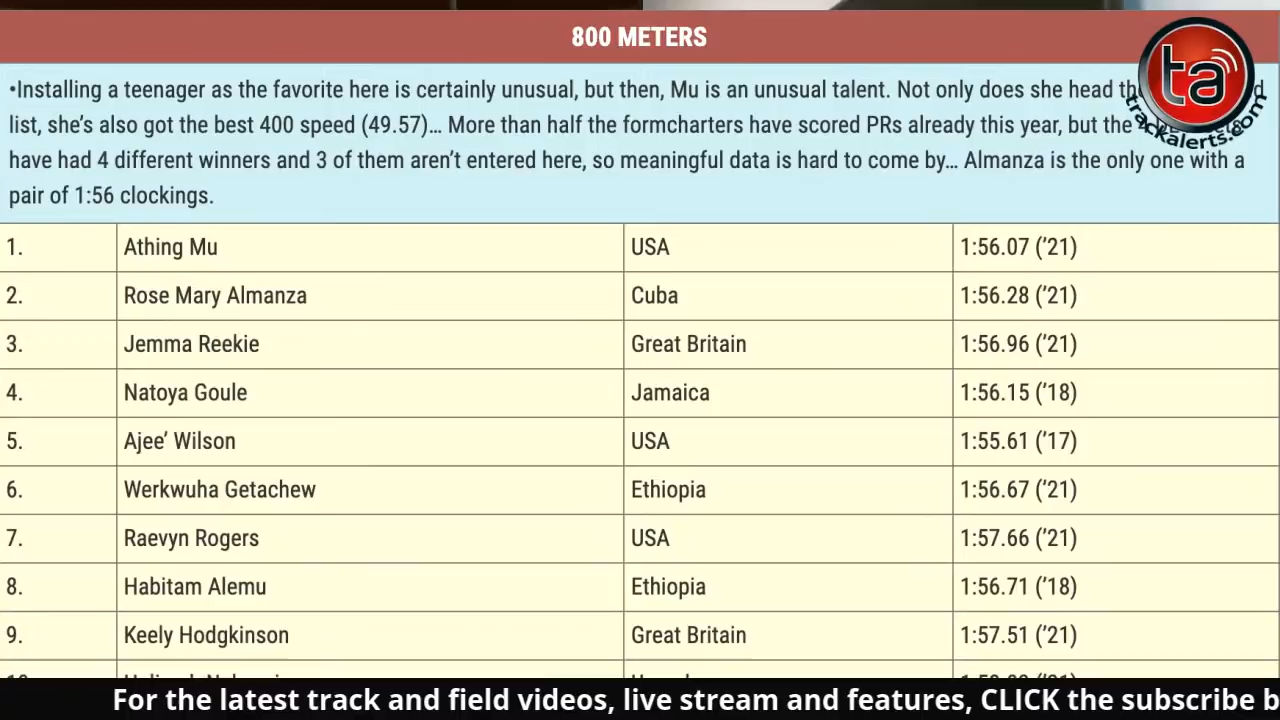 800 METERS
•Installing a teenager as the favorite here is certainly unusual, but then, Mu is an unusual talent. Not only does she head
list, she's also got the best 400 speed (49.57)… More than half the formcharters have scored PRs already this year, but the
have had 4 different winners and 3 of them aren't entered here, so meaningful data is hard to come by… Almanza is the only one with a
pair of 1:56 clockings.
ta
trackalerts.com
1. Athing Mu USA 1:56.07 ('21)
2. Rose Mary Almanza Cuba 1:56.28 ('21)
3. Jemma Reekie Great Britain 1:56.96 ('21)
4. Natoya Goule Jamaica 1:56.15 ('18)
5. Ajee' Wilson USA 1:55.61 ('17)
6. Werkwuha Getachew Ethiopia 1:56.67 ('21)
7. Raevyn Rogers USA 1:57.66 ('21)
8. Habitam Alemu Ethiopia 1:56.71 ('18)
9. Keely Hodgkinson Great Britain 1:57.51 ('21)
For the latest track and field videos, live stream and features, CLICK the subscribe b